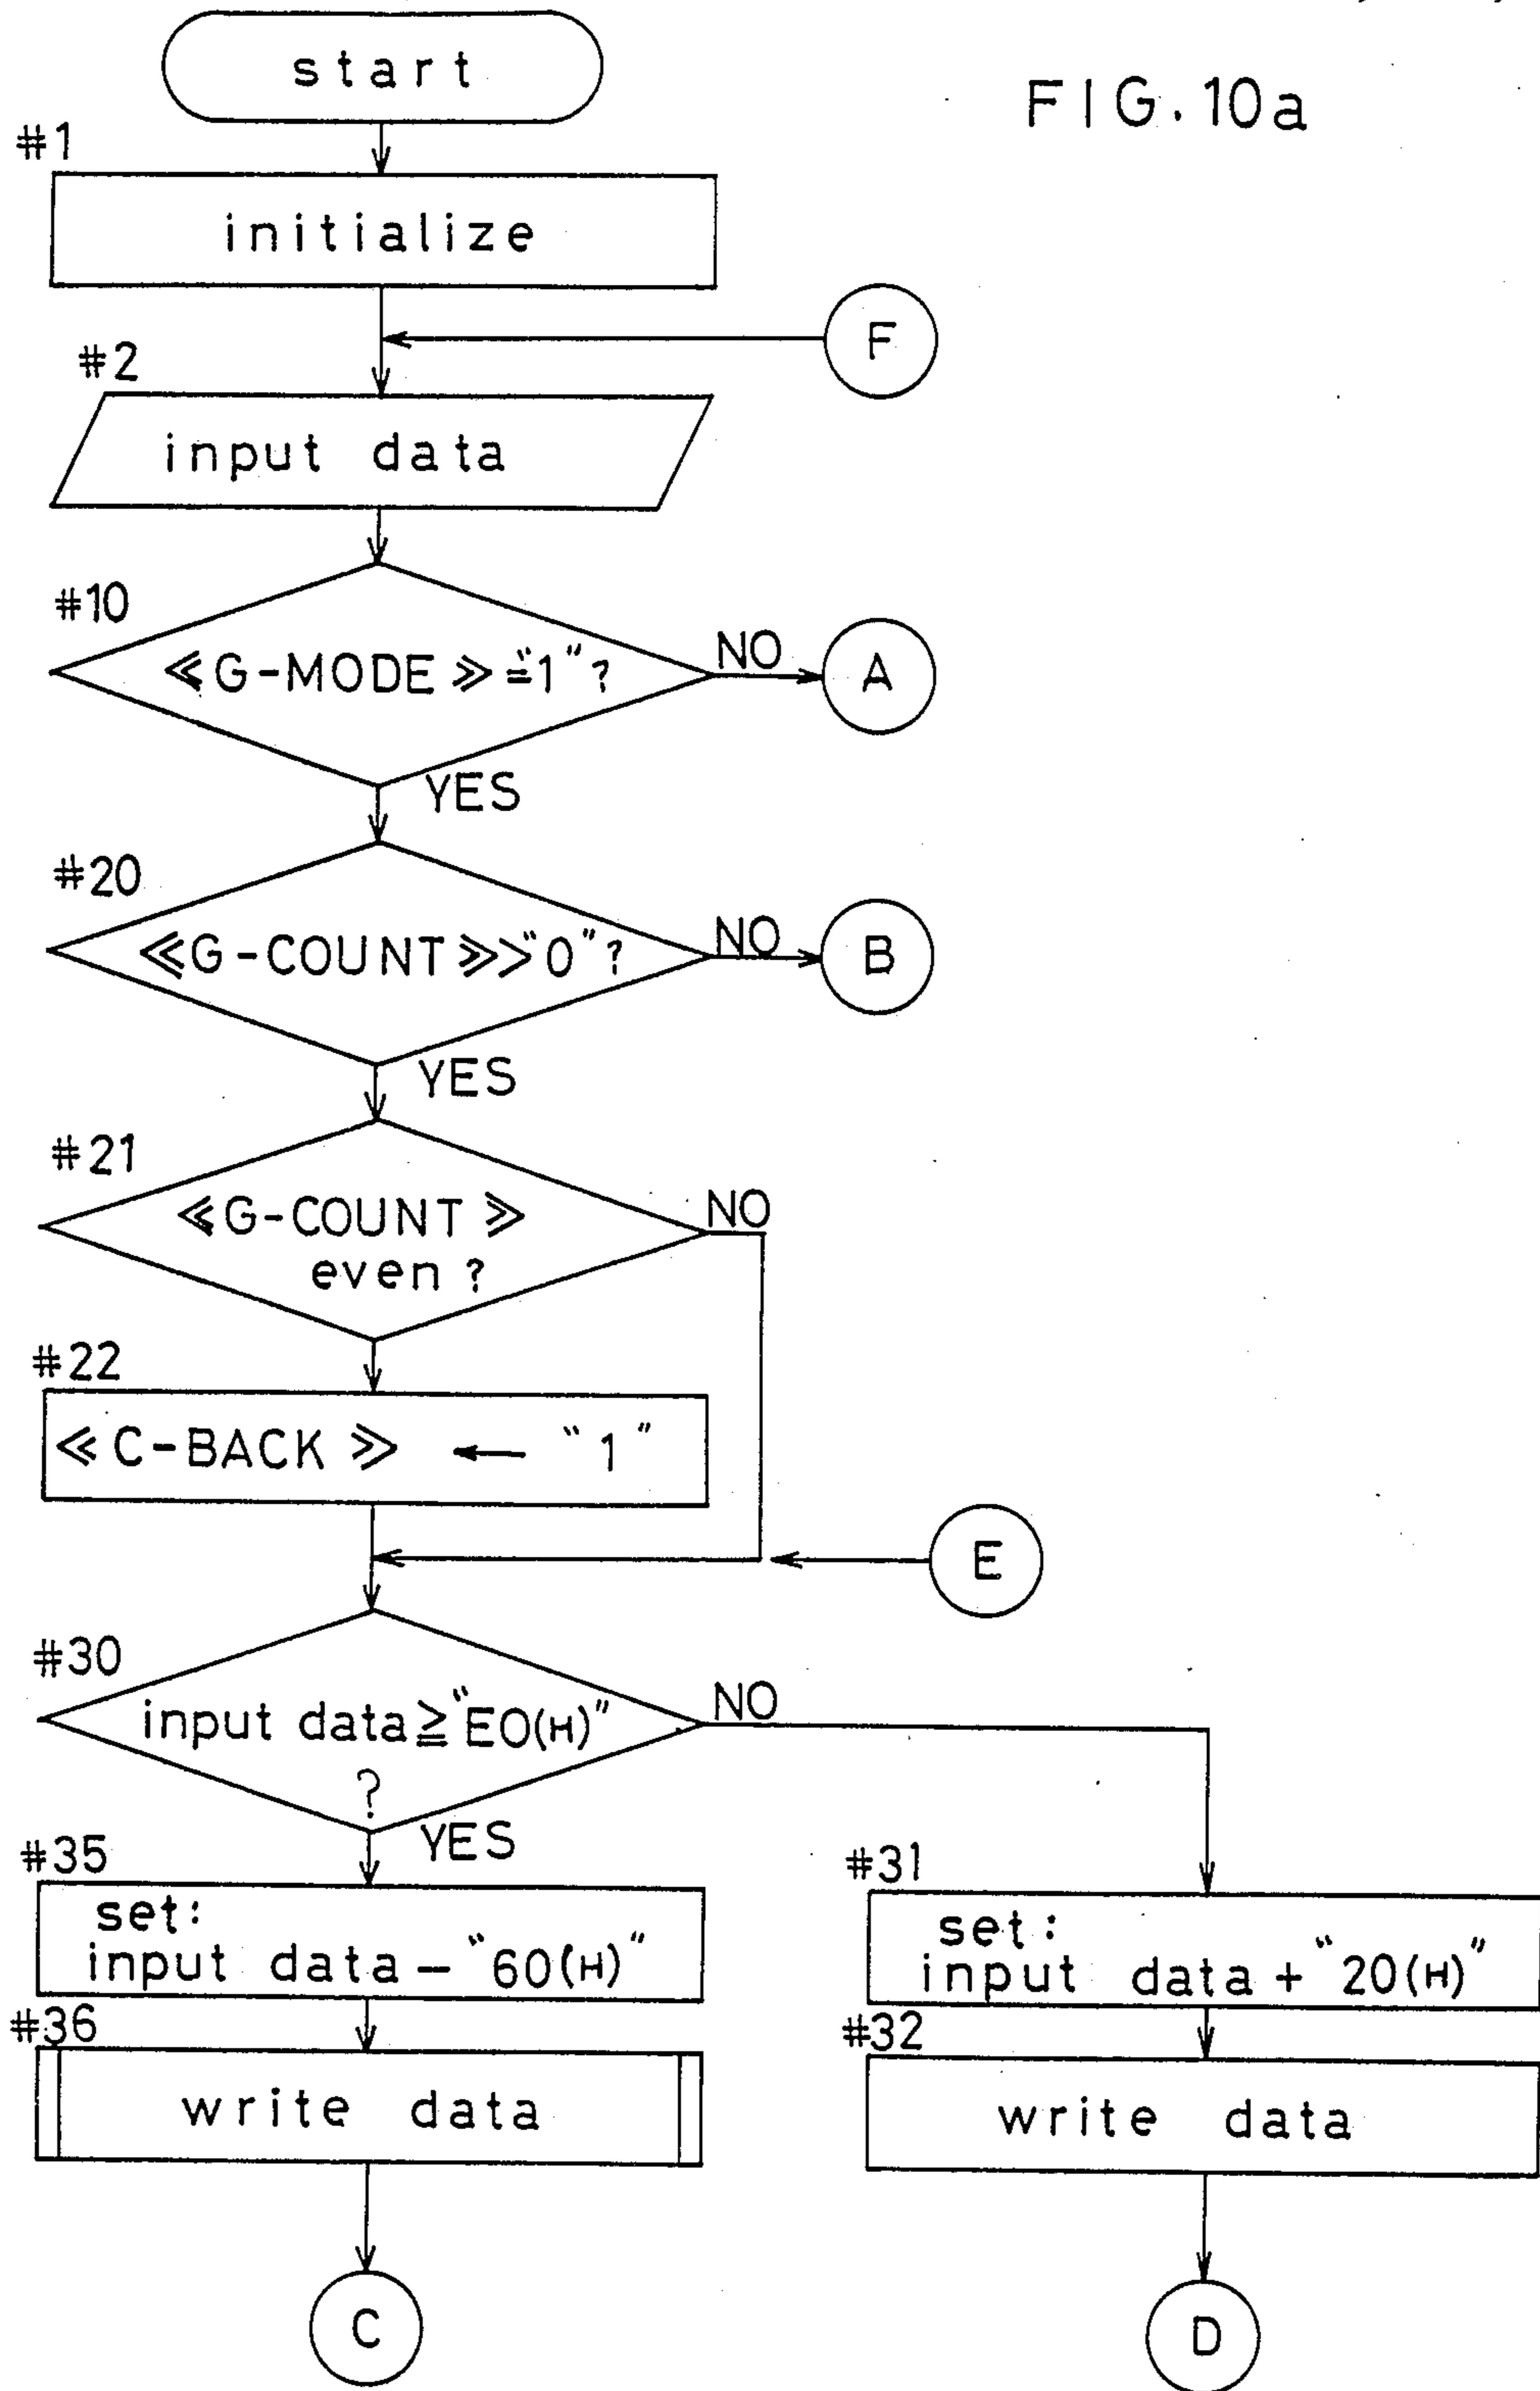 FIG.10a
start
#1
initialize
F
#2
input data
#10
≪G-MODE≫="1"?
NO
A
YES
#20
≪G-COUNT≫>"0"?
NO
B
YES
#21
≪G-COUNT≫
even?
NO
#22
≪C-BACK≫ ← "1"
E
#30
input data≧"E0(H)"
?
NO
YES
#35
set:
input data-"60(H)"
#31
set:
input data+"20(H)"
#36
write data
#32
write data
C
D